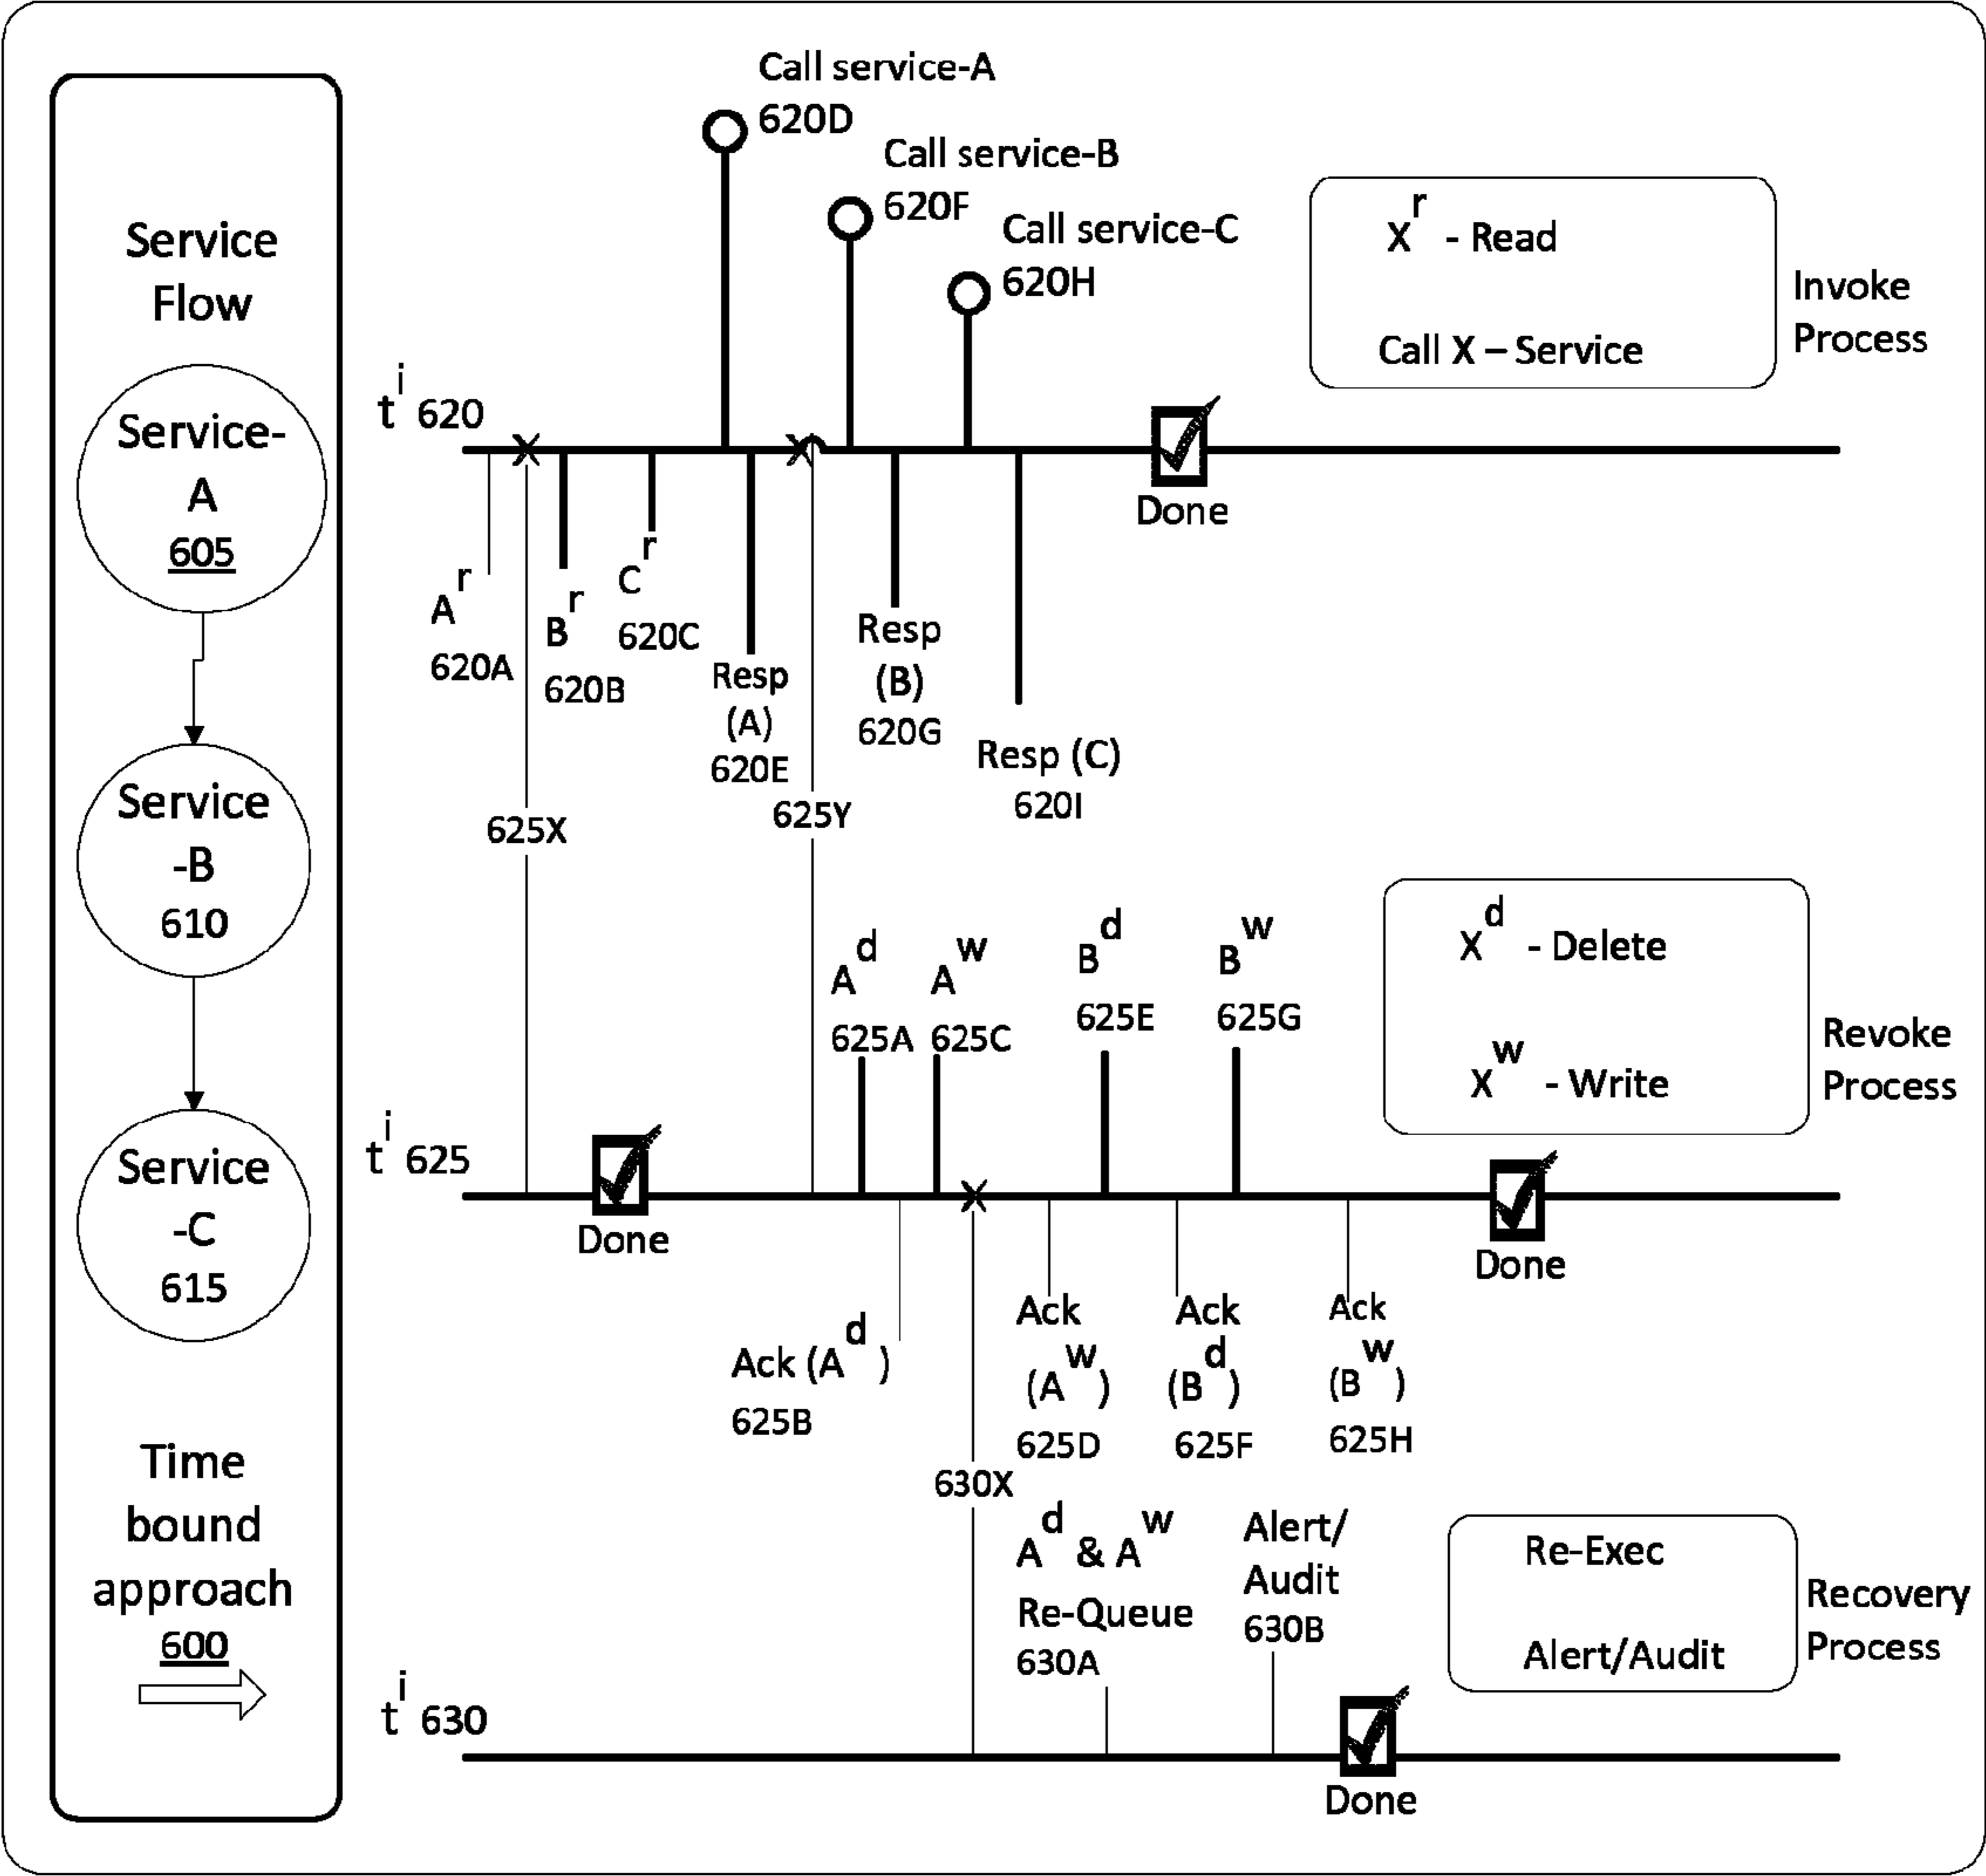 Service
Flow
Service-
A
605
Service
-B
610
Service
-C
615
Time
bound
approach
600
Call service-A
620D
Call service-B
620F
Call service-C
620H
X^r - Read
Call X – Service
Invoke
Process
t^i 620
Done
A^r
620A
B^r
620B
C^r
620C
Resp
(A)
620E
Resp
(B)
620G
Resp (C)
620I
625X
625Y
A^d
625A
A^w
625C
B^d
625E
B^w
625G
X^d - Delete
X^w - Write
Revoke
Process
t^i 625
Done
Done
Ack (A^d)
625B
Ack
(A^w)
625D
Ack
(B^d)
625F
Ack
(B^w)
625H
630X
A^d & A^w
Re-Queue
630A
Alert/
Audit
630B
Re-Exec
Alert/Audit
Recovery
Process
t^i 630
Done